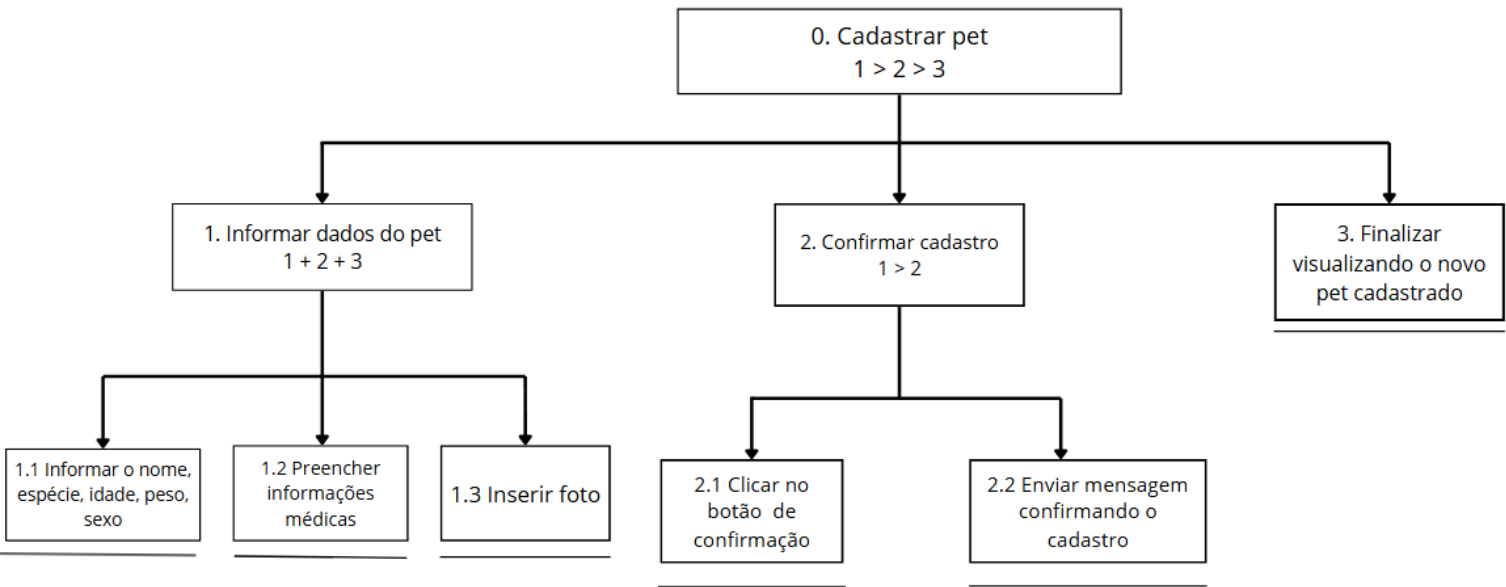 0. Cadastrar pet
1 > 2 > 3
1. Informar dados do pet
1 + 2 + 3
2. Confirmar cadastro
1 > 2
3. Finalizar
visualizando o novo
pet cadastrado
1.1 Informar o nome,
espécie, idade, peso,
sexo
1.2 Preencher
informações
médicas
1.3 Inserir foto
2.1 Clicar no
botão de
confirmação
2.2 Enviar mensagem
confirmando o
cadastro